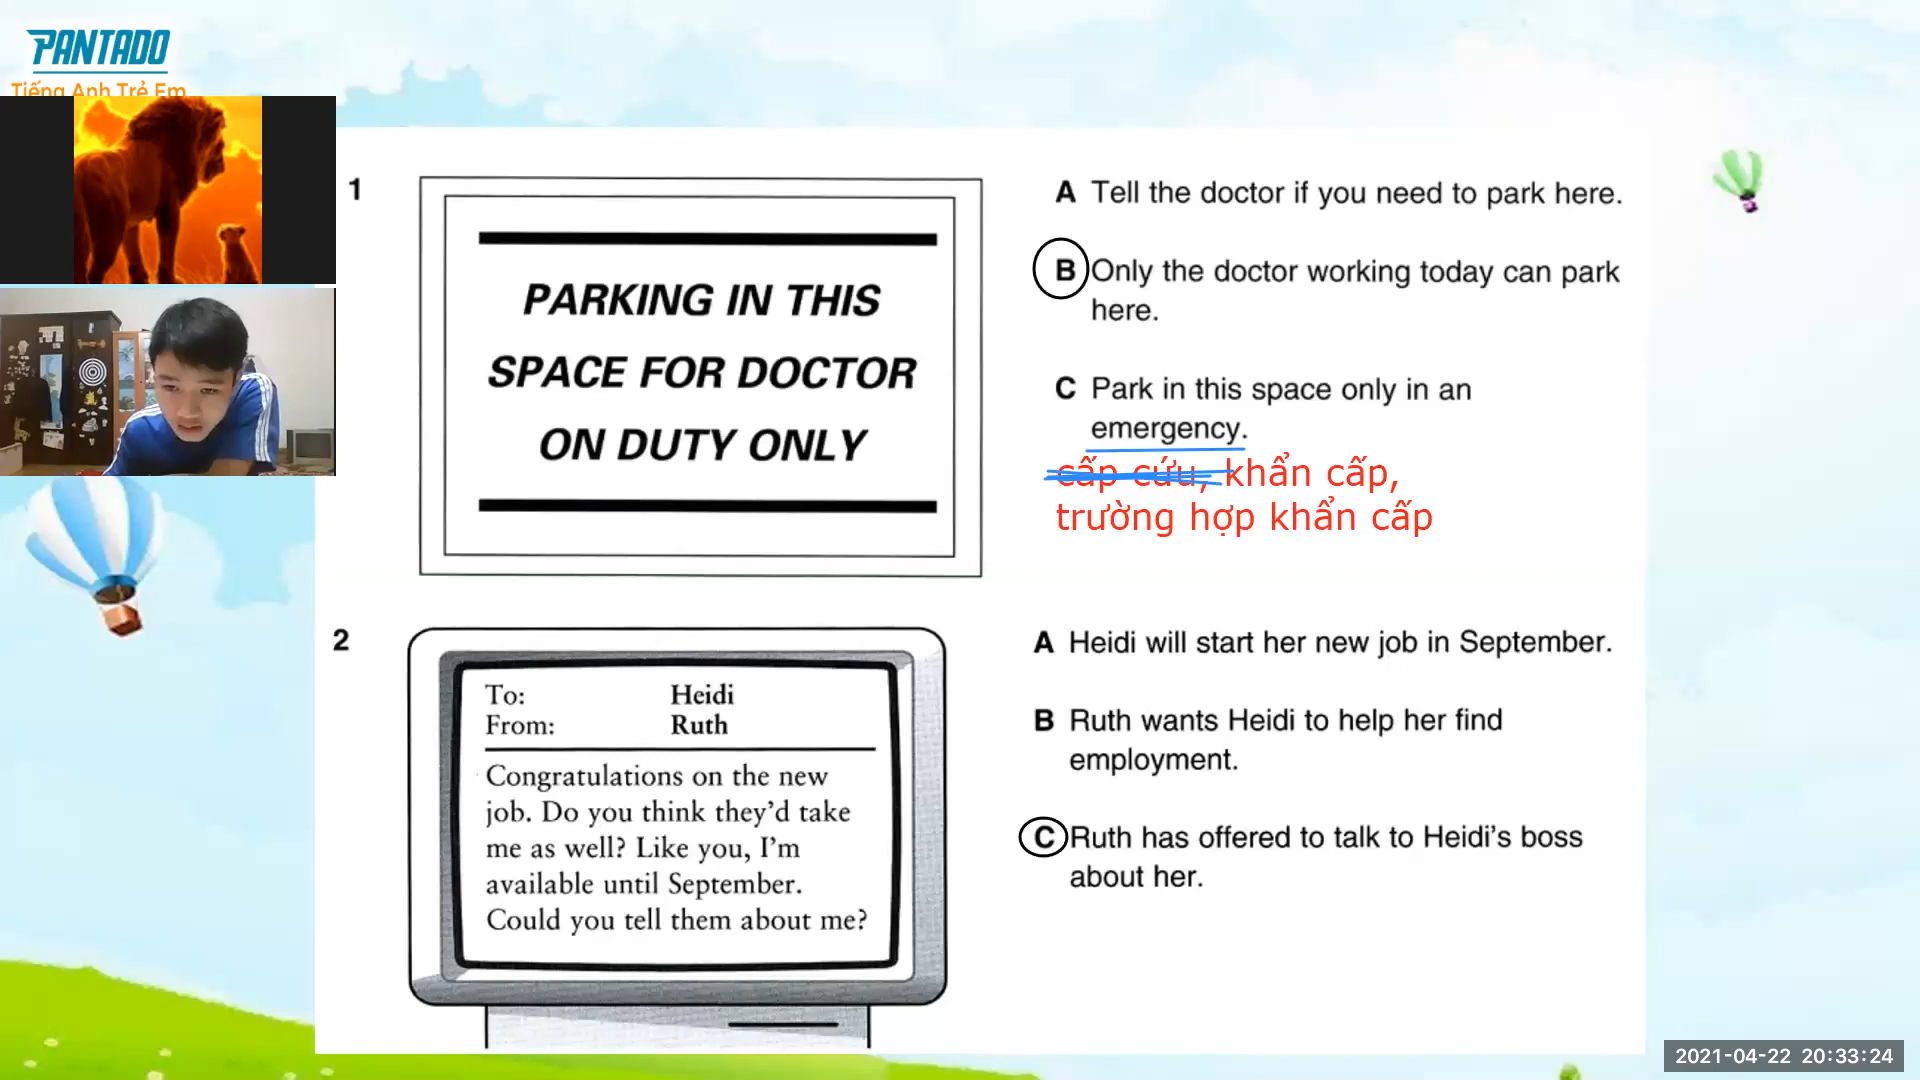 PANTADO
Tiếng Anh Trẻ Em
1
PARKING IN THIS
SPACE FOR DOCTOR
ON DUTY ONLY
A Tell the doctor if you need to park here.
B Only the doctor working today can park
here.
C Park in this space only in an
emergency.
cấp cứu, khẩn cấp,
trường hợp khẩn cấp
2
To: Heidi
From: Ruth
Congratulations on the new
job. Do you think they'd take
me as well? Like you, I'm
available until September.
Could you tell them about me?
A Heidi will start her new job in September.
B Ruth wants Heidi to help her find
employment.
C Ruth has offered to talk to Heidi's boss
about her.
2021-04-22 20:33:24